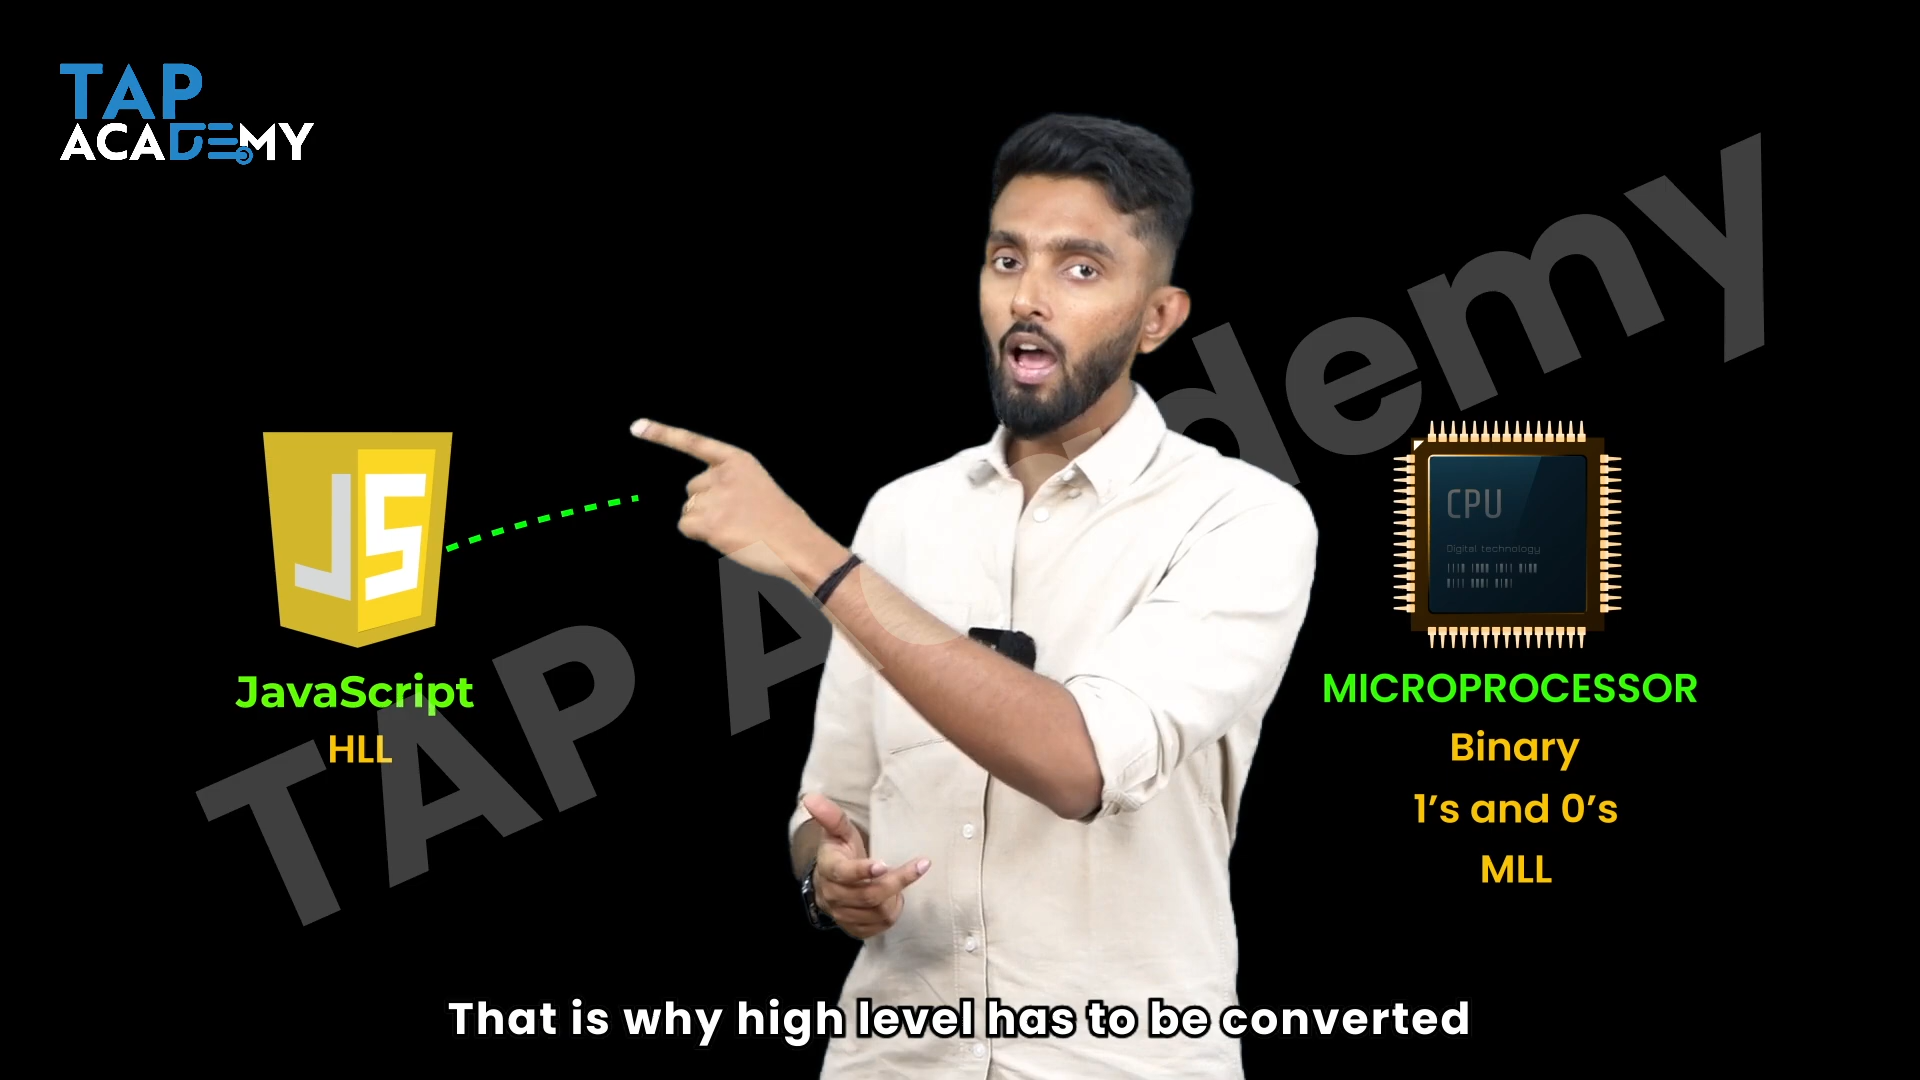 TAP
ACADEMY
TAP Academy
JS
JavaScript
HLL
CPU
Digital technology
MICROPROCESSOR
Binary
1’s and 0’s
MLL
That is why high level has to be converted